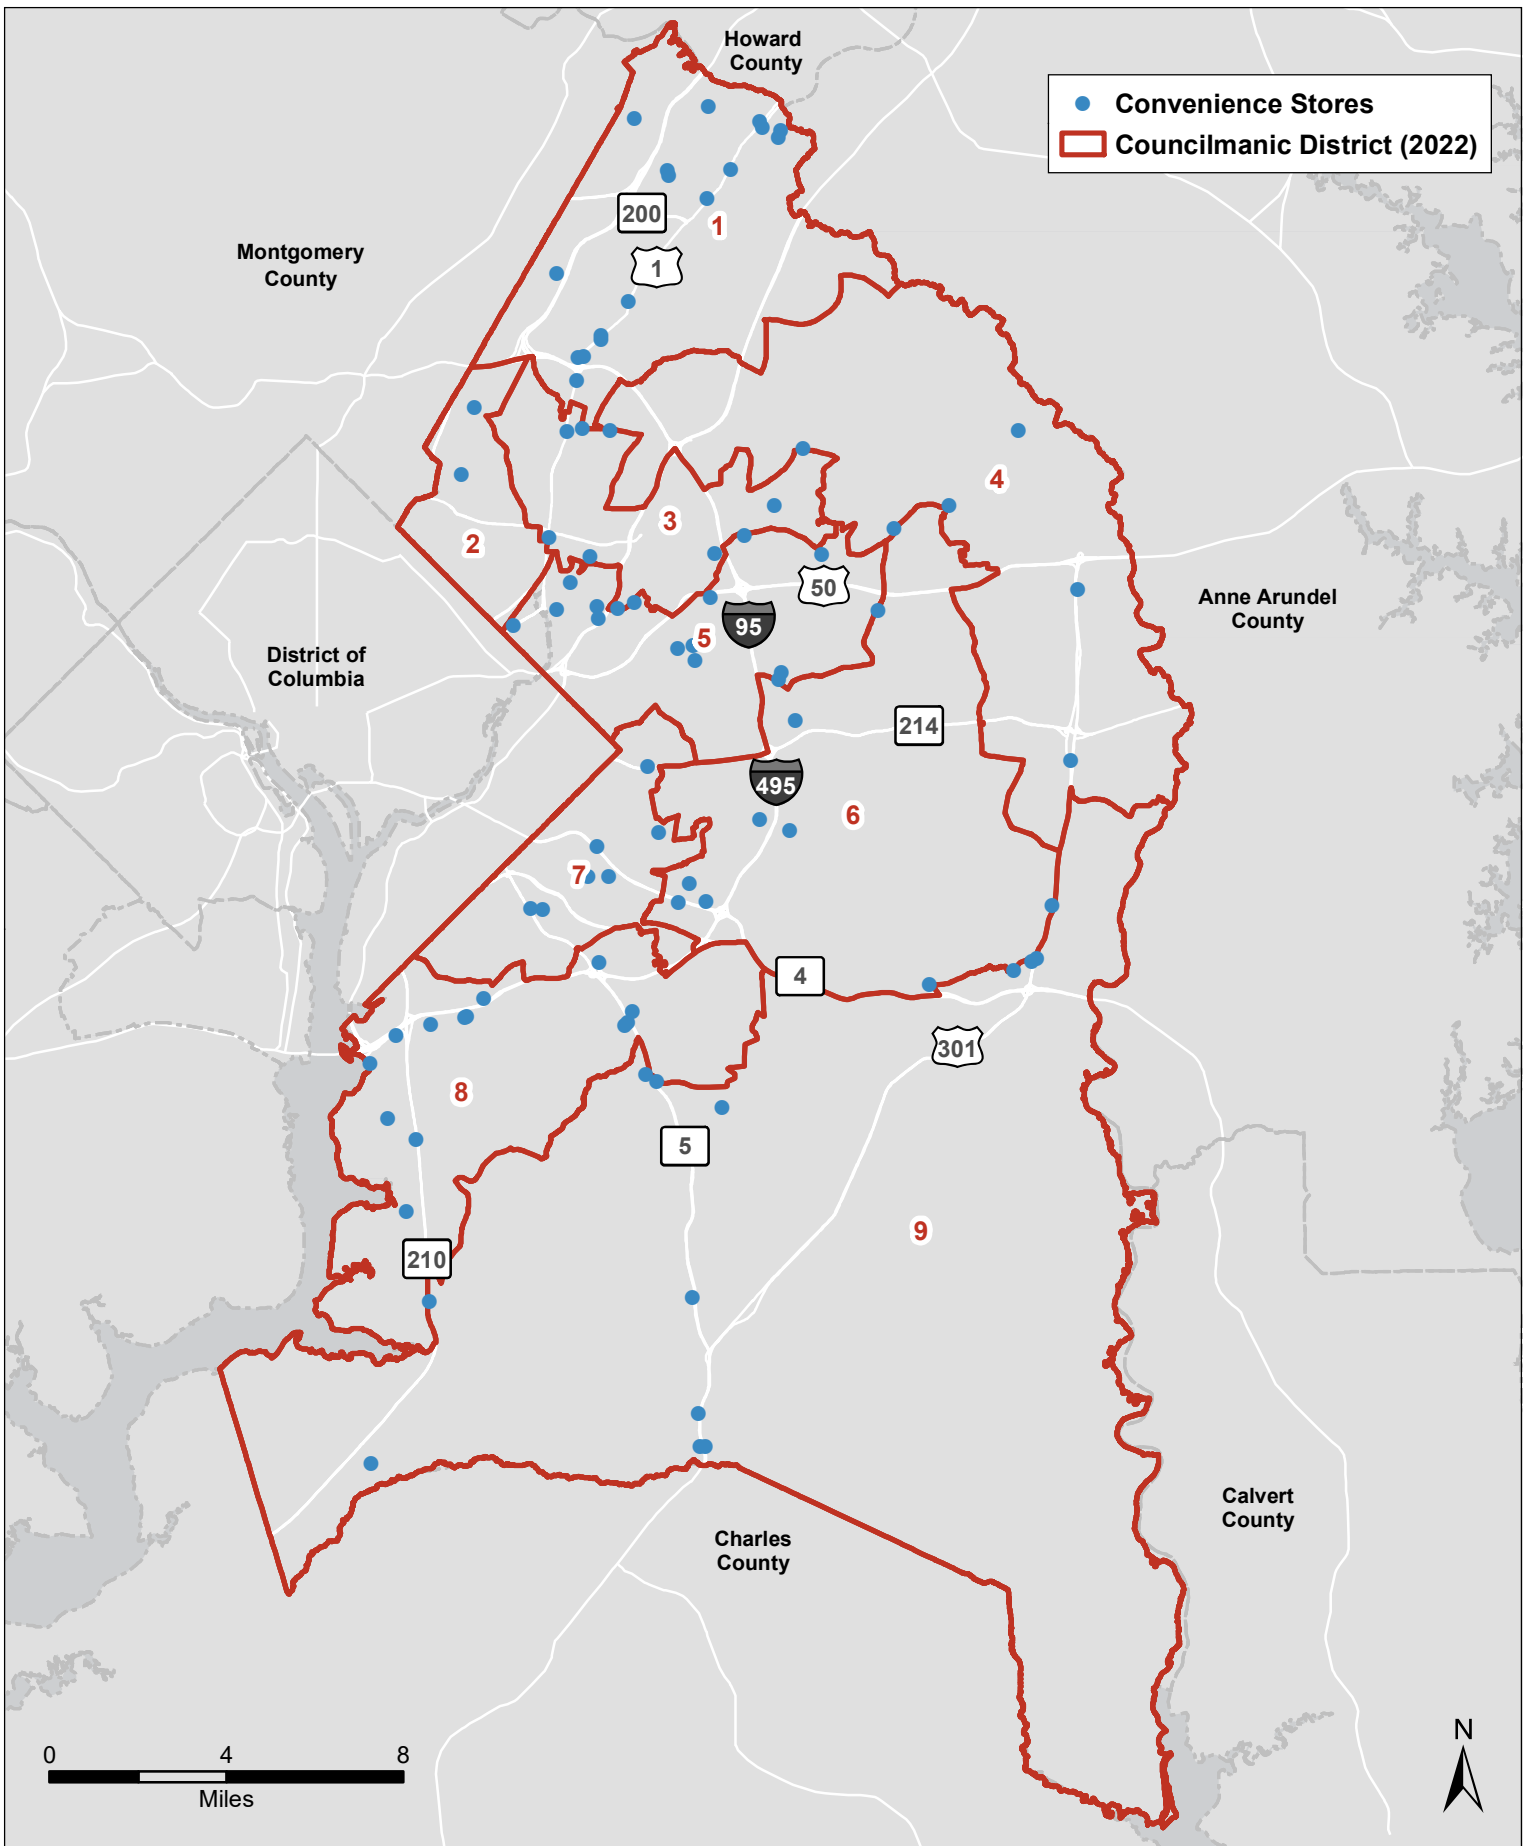 Howard
County
Convenience Stores
Councilmanic District (2022)
200
1
Montgomery
County
1
4
3
2
50
Anne Arundel
County
95
5
District of
Columbia
214
495
6
7
4
301
8
5
9
210
Calvert
County
Charles
County
N
0 4 8
Miles